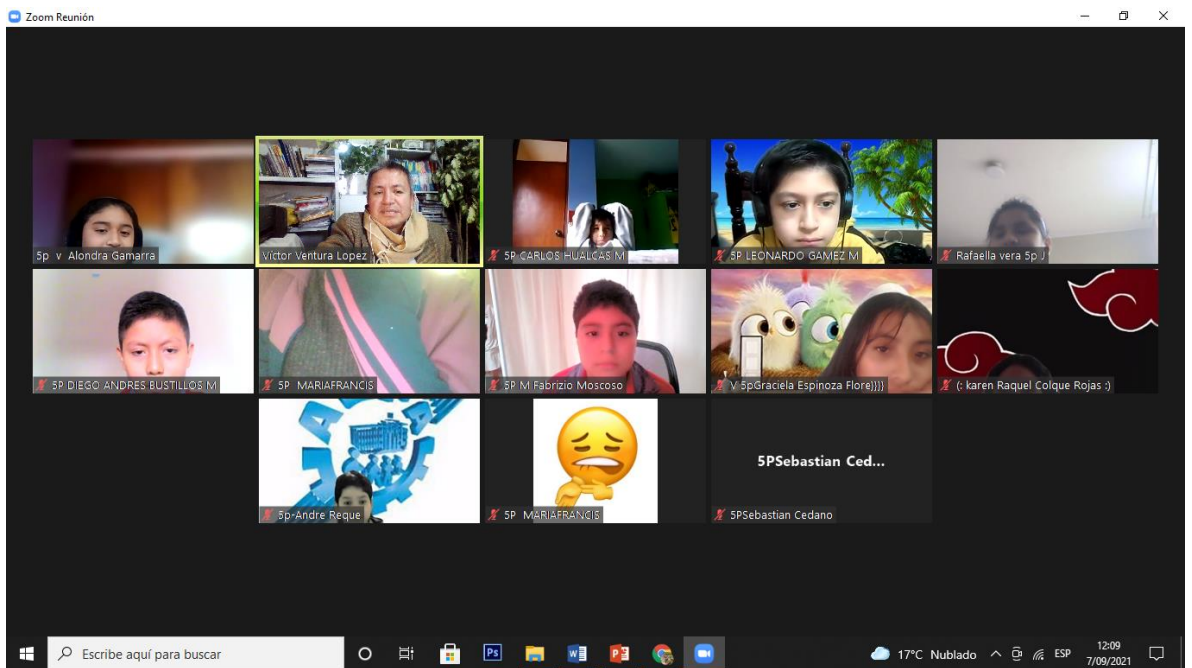 Zoom Reunión
5p v Alondra Gamarra
Víctor Ventura Lopez
5P CARLOS HUALCAS M
5P LEONARDO GAMEZ M
Rafaella vera 5p J
5P DIEGO ANDRES BUSTILLOS M
5P MARIAFRANCIS
5P M Fabrizio Moscoso
V 5pGraciela Espinoza Flore}}}}
(: karen Raquel Colque Rojas :)
5p-Andre Reque
5P MARIAFRANCIS
5PSebastian Ced...
5PSebastian Cedano
Escribe aquí para buscar
Ps
17°C Nublado
ESP
12:09
7/09/2021